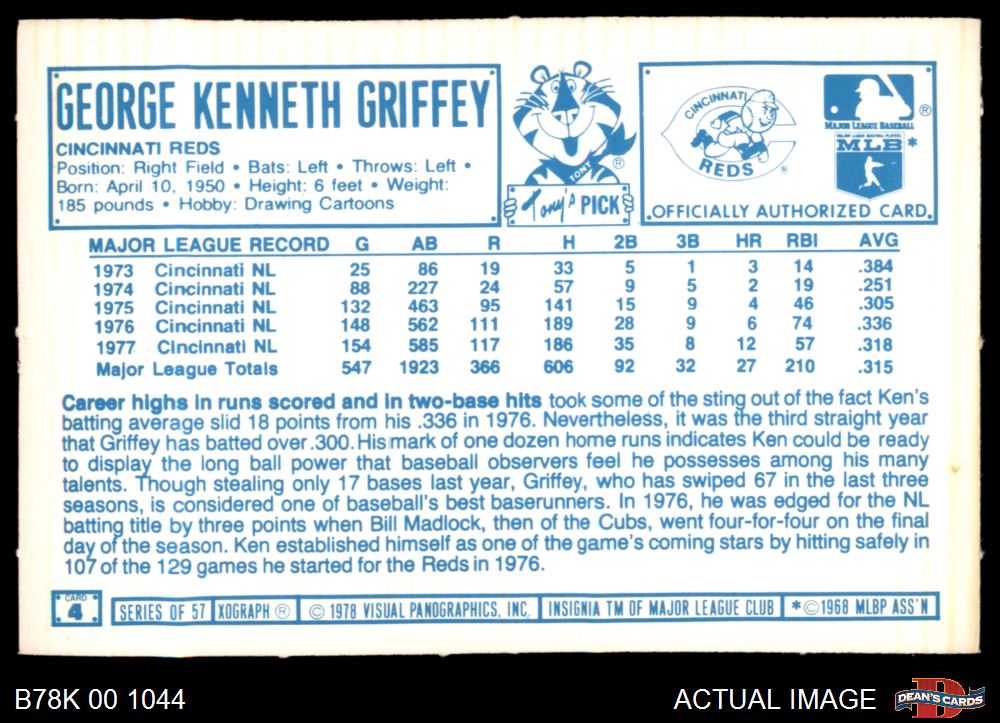 GEORGE KENNETH GRIFFEY
CINCINNATI REDS
Position: Right Field • Bats: Left • Throws: Left •
Born: April 10, 1950 • Height: 6 feet • Weight:
185 pounds • Hobby: Drawing Cartoons
TONY
®
Tony's PICK
CINCINNATI
REDS
®
MAJOR LEAGUE BASEBALL
®
MAJOR LEAGUE BASEBALL PLAYERS
MLB*
OFFICIALLY AUTHORIZED CARD
MAJOR LEAGUE RECORD G AB R H 2B 3B HR RBI AVG
1973 Cincinnati NL 25 86 19 33 5 1 3 14 .384
1974 Cincinnati NL 88 227 24 57 9 5 2 19 .251
1975 Cincinnati NL 132 463 95 141 15 9 4 46 .305
1976 Cincinnati NL 148 562 111 189 28 9 6 74 .336
1977 Cincinnati NL 154 585 117 186 35 8 12 57 .318
Major League Totals 547 1923 366 606 92 32 27 210 .315
Career highs in runs scored and in two-base hits took some of the sting out of the fact Ken's
batting average slid 18 points from his .336 in 1976. Nevertheless, it was the third straight year
that Griffey has batted over .300. His mark of one dozen home runs indicates Ken could be ready
to display the long ball power that baseball observers feel he possesses among his many
talents. Though stealing only 17 bases last year, Griffey, who has swiped 67 in the last three
seasons, is considered one of baseball's best baserunners. In 1976, he was edged for the NL
batting title by three points when Bill Madlock, then of the Cubs, went four-for-four on the final
day of the season. Ken established himself as one of the game's coming stars by hitting safely in
107 of the 129 games he started for the Reds in 1976.
CARD
4
SERIES OF 57 XOGRAPH ® © 1978 VISUAL PANOGRAPHICS, INC. INSIGNIA TM OF MAJOR LEAGUE CLUB *©1968 MLBP ASS'N
B78K 00 1044
ACTUAL IMAGE
DEAN'S CARDS